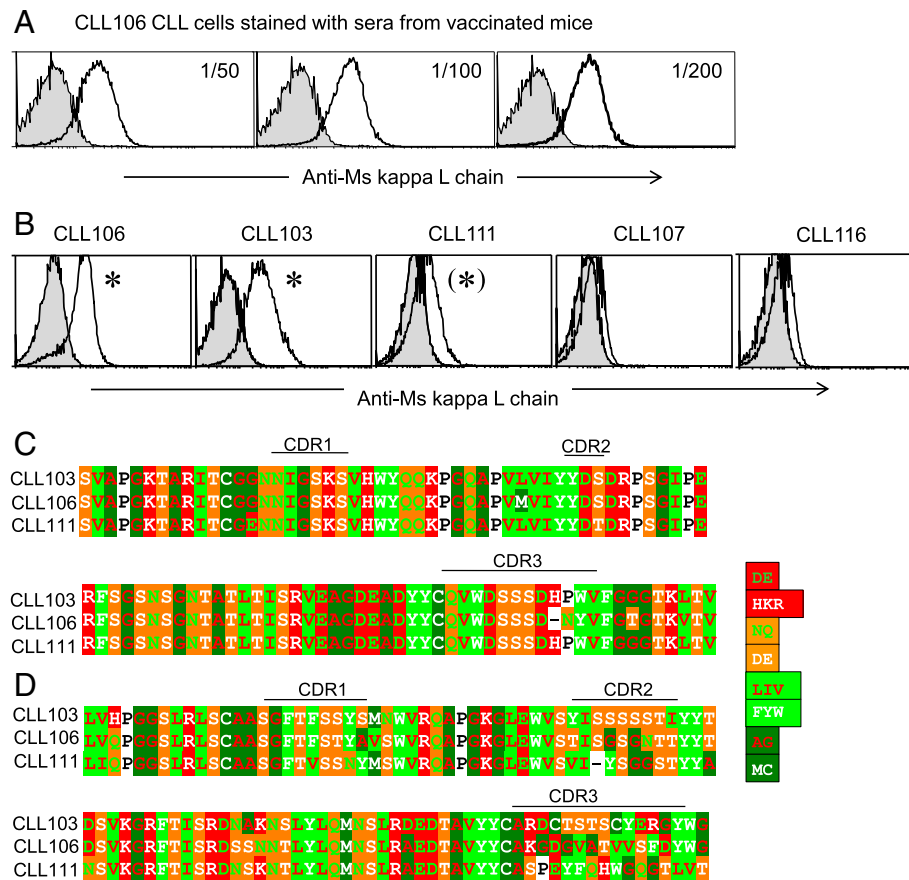 A CLL106 CLL cells stained with sera from vaccinated mice
1/50 1/100 1/200
Anti-Ms kappa L chain
B
CLL106 CLL103 CLL111 CLL107 CLL116
* * (*)
Anti-Ms kappa L chain
C
CDR1 CDR2
CLL103 SVAPGKTARITCGGNNIGSKSVHWYQQKPGQAPVLVIYYDSDRPSGIPE
CLL106 SVAPGKTARITCGGNNIGSKSVHWYQQKPGQAPVMVIYYDSDRPSGIPE
CLL111 SVAPGKTARITCGENNIGSKSVHWYQQKPGQAPVLVIYYDTDRPSGIPE
CDR3
CLL103 RFSGSNSGNTATLTISRVEAGDEADYYCQVWDSSSDHPWVFGGGTKLTV
CLL106 RFSGSNSGNTATLTISRVEAGDEADYYCQVWDSSSD-NYVFGTGTKVTV
CLL111 RFSGSNSGNTATLTISRVEAGDEADYYCQVWDSSSDHPWVFGGGTKLTV
D
CDR1 CDR2
CLL103 LVHPGGSLRLSCAASGFTFSSYSMNWVRQAPGKGLEWVSYISSSSSTIYYT
CLL106 LVQPGGSLRLSCAASGFTFSTYAVSWVRQAPGKGLEWVSTISGSGNTTYYT
CLL111 LIQPGGSLRLSCAASGFTVSSKYMSWVRQAPGKGLEWVSVI-YSGGSTYYA
CDR3
CLL103 DSVKGRFTISRDNAKNSLYLQMNSLRDEDTAVYYCARDCTSTSCYERGYWG
CLL106 DSVKGRFTISRDSSNNTLYLQMNSLRAEDTAVYYCAKGDGVATVVSFDYWG
CLL111 NSVKGRFTISRDNSKNTLYLQMNSLRAEDTAVYYCASPEYFQHWGQGTLVT
DE
HKR
NQ
DE
LIV
FYW
AG
MC